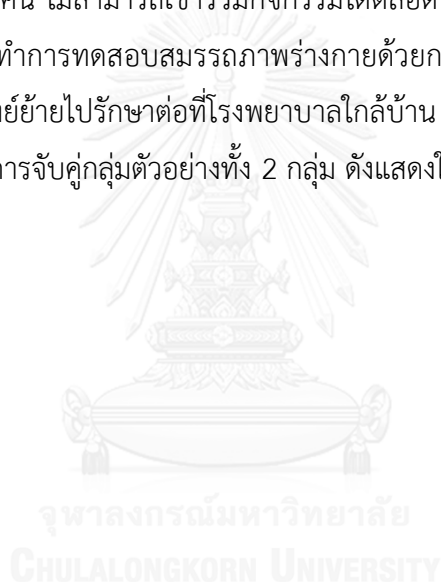 คน ไม่สามารถเข้าร่วมกิจกรรมได้ตลอด
ทำการทดสอบสมรรถภาพร่างกายด้วยก
ย์ย้ายไปรักษาต่อที่โรงพยาบาลใกล้บ้าน
ารจับคู่กลุ่มตัวอย่างทั้ง 2 กลุ่ม ดังแสดงใ
จุฬาลงกรณ์มหาวิทยาลัย
CHULALONGKORN UNIVERSITY